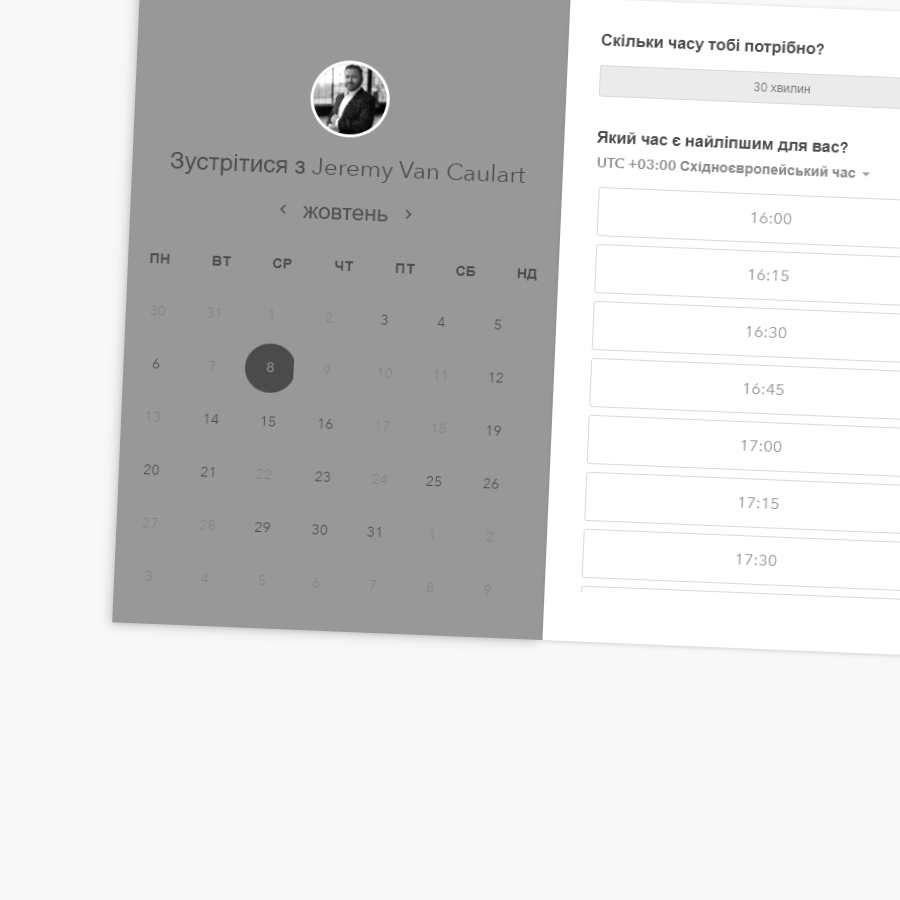 Зустрітися з Jeremy Van Caulart
‹ жовтень ›
ПН ВТ СР ЧТ ПТ СБ НД
30 31 1 2 3 4 5
6 7 8 9 10 11 12
13 14 15 16 17 18 19
20 21 22 23 24 25 26
27 28 29 30 31 1 2
3 4 5 6 7 8 9
Скільки часу тобі потрібно?
30 хвилин
Який час є найліпшим для вас?
UTC +03:00 Східноєвропейський час
16:00
16:15
16:30
16:45
17:00
17:15
17:30